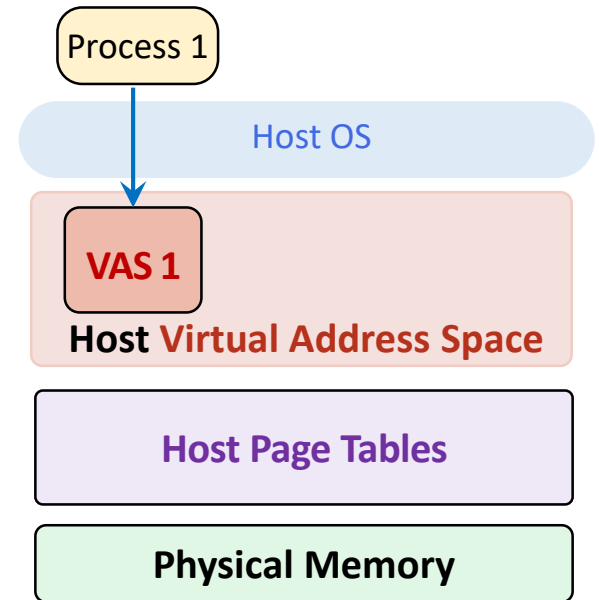 Process 1
Host OS
VAS 1
Host Virtual Address Space
Host Page Tables
Physical Memory